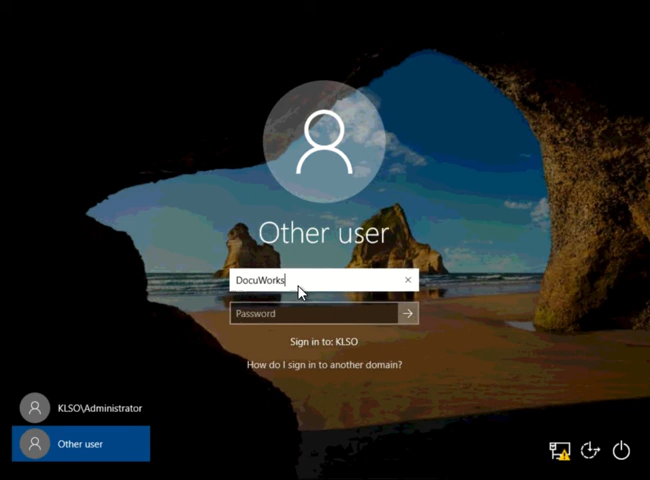 Other user
DocuWorks
Password
Sign in to: KLSO
How do I sign in to another domain?
KLSO\Administrator
Other user